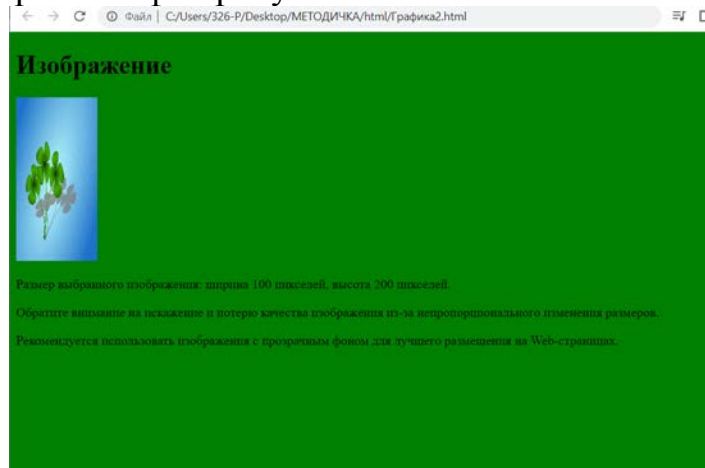 Файл | C:/Users/326-P/Desktop/МЕТОДИЧКА/html/Графика2.html
Изображение
Размер выбранного изображения: ширина 100 пикселей, высота 200 пикселей.
Обратите внимание на искажение и потерю качества изображения из-за непропорционального изменения размеров.
Рекомендуется использовать изображения с прозрачным фоном для лучшего размещения на Web-страницах.